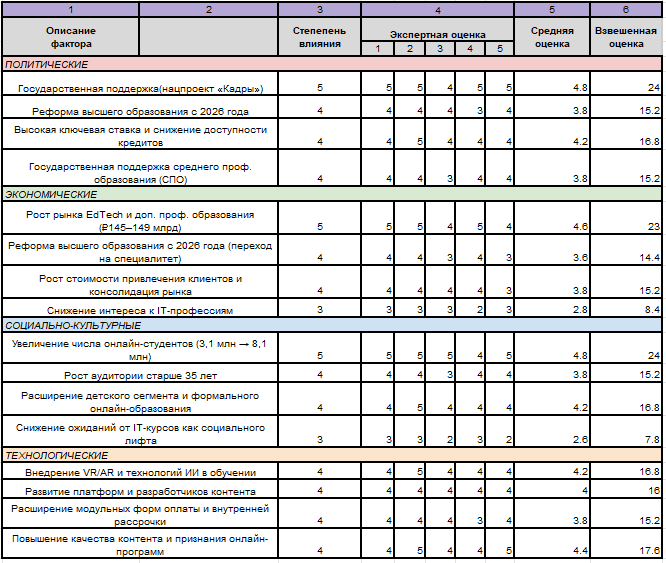 1 2 3 4 5 6
Описание фактора Степепень влияния Экспертная оценка Средняя оценка Взвешенная оценка
1 2 3 4 5
ПОЛИТИЧЕСКИЕ
Государственная поддержка(нацпроект «Кадры») 5 5 5 4 5 5 4.8 24
Реформа высшего образования с 2026 года 4 4 4 4 3 4 3.8 15.2
Высокая ключевая ставка и снижение доступности
кредитов 4 4 5 4 4 4 4.2 16.8
Государственная поддержка среднего проф.
образования (СПО) 4 4 4 3 4 4 3.8 15.2
ЭКОНОМИЧЕСКИЕ
Рост рынка EdTech и доп. проф. образования
(₽145–149 млрд) 5 5 5 4 5 4 4.6 23
Реформа высшего образования с 2026 года (переход
на специалитет) 4 4 4 3 4 3 3.6 14.4
Рост стоимости привлечения клиентов и
консолидация рынка 4 4 4 4 4 3 3.8 15.2
Снижение интереса к IT-профессиям 3 3 3 3 2 3 2.8 8.4
СОЦИАЛЬНО-КУЛЬТУРНЫЕ
Увеличение числа онлайн-студентов (3,1 млн → 8,1
млн) 5 5 5 5 4 5 4.8 24
Рост аудитории старше 35 лет 4 4 4 3 4 4 3.8 15.2
Расширение детского сегмента и формального
онлайн-образования 4 4 5 4 4 4 4.2 16.8
Снижение ожиданий от IT-курсов как социального
лифта 3 3 3 2 3 2 2.6 7.8
ТЕХНОЛОГИЧЕСКИЕ
Внедрение VR/AR и технологий ИИ в обучении 4 4 5 4 4 4 4.2 16.8
Развитие платформ и разработчиков контента 4 4 4 4 4 4 4 16
Расширение модульных форм оплаты и внутренней
рассрочки 4 4 4 4 3 4 3.8 15.2
Повышение качества контента и признания онлайн-
программ 4 4 5 4 4 5 4.4 17.6